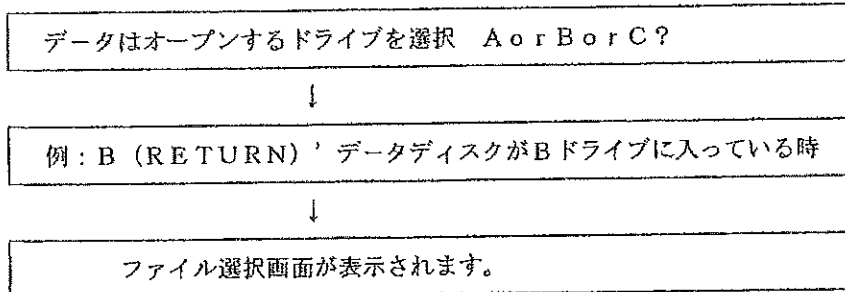 データはオープンするドライブを選択　ＡｏｒＢｏｒＣ？
↓
例：Ｂ（ＲＥＴＵＲＮ）’データディスクがＢドライブに入っている時
↓
ファイル選択画面が表示されます。